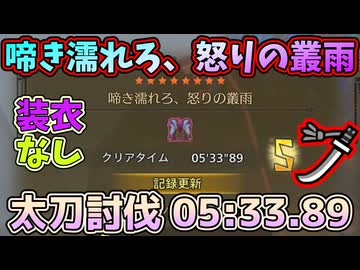 啼き濡れろ、怒りの叢雨
啼き濡れろ、怒りの叢雨
装衣
なし
クリアタイム 05'33"89
S
記録更新
太刀討伐 05:33.89